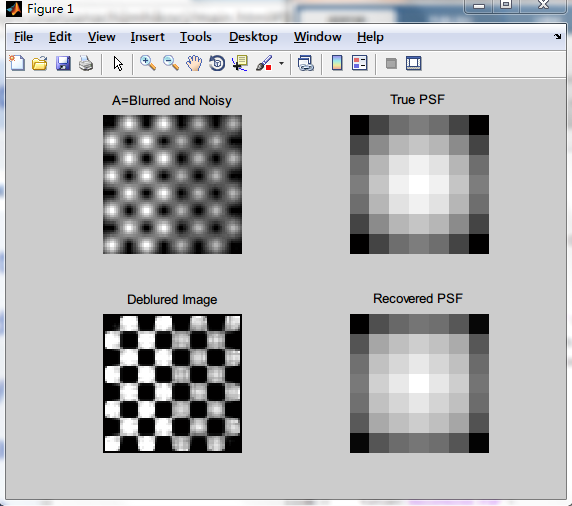 Figure 1
File Edit View Insert Tools Desktop Window Help
A=Blurred and Noisy
True PSF
Deblured Image
Recovered PSF